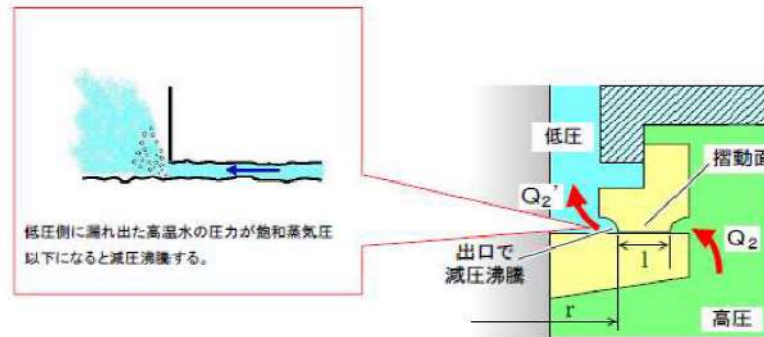 低圧側に漏れ出た高温水の圧力が飽和蒸気圧
以下になると減圧沸騰する。
低圧
摺動面
Q₂'
Q₂
出口で
減圧沸騰
l
r
高圧